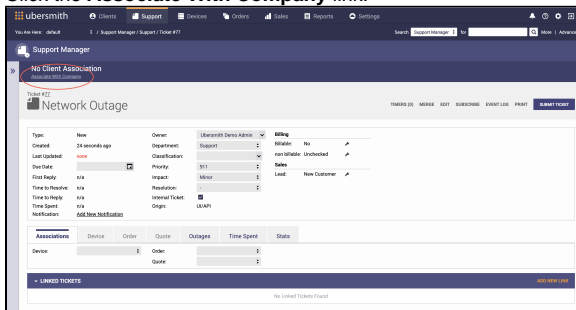 Click the Associate With Company link.
ubersmith Clients Support Devices Orders Sales Reports Settings
You Are Here: default / Support Manager / Support / Ticket #77 Search Support Manager for More | Advanced
Support Manager
No Client Association
Associate With Company
Ticket #77
Network Outage
TIMERS (0) MERGE EDIT SUBSCRIBE EVENT LOG PRINT SUBMIT TICKET
Type: New Owner: Ubersmith Demo Admin Billing
Created: 24 seconds ago Department: Support Billable: No
Last Updated: none Classification: non billable: Unchecked
Due Date: Priority: 911 Sales
First Reply: n/a Impact: Minor Lead: New Customer
Time to Resolve: n/a Resolution: -
Time to Reply: n/a Internal Ticket:
Time Spent: n/a Origin: UI/API
Notification: Add New Notification
Associations Device Order Quote Outages Time Spent Stats
Device: Order:
Quote:
LINKED TICKETS ADD NEW LINK
No Linked Tickets Found